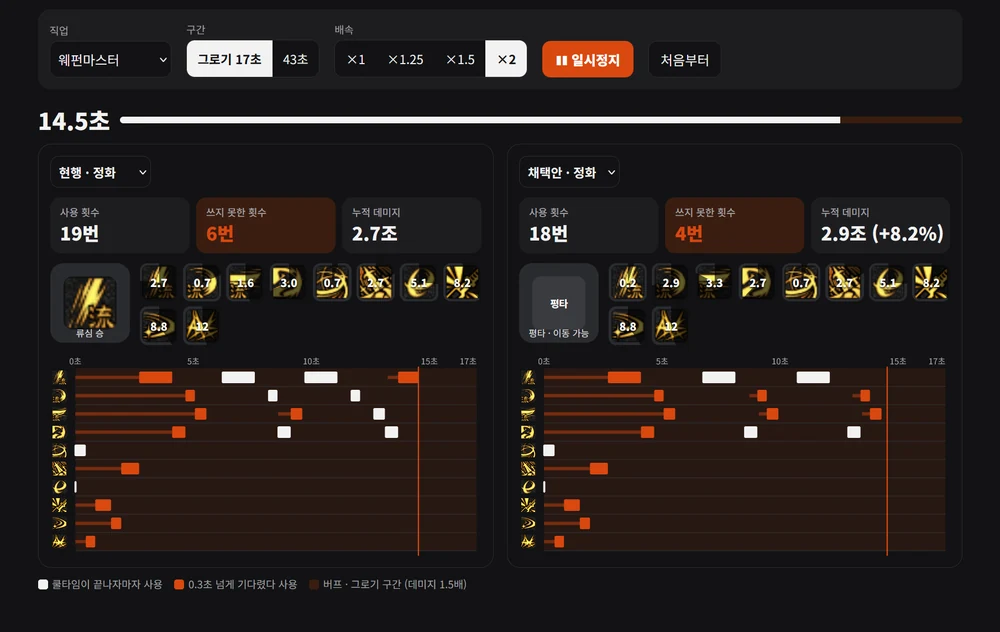 직업
구간
배속
웨펀마스터
그로기 17초 43초
×1 ×1.25 ×1.5 ×2
일시정지
처음부터
14.5초
현행 · 정화
사용 횟수
19번
쓰지 못한 횟수
6번
누적 데미지
2.7조
류심 승
2.7 0.7 1.6 3.0 0.7 2.7 5.1 8.2
8.8 12
0초 5초 10초 15초 17초
채택안 · 정화
사용 횟수
18번
쓰지 못한 횟수
4번
누적 데미지
2.9조 (+8.2%)
평타
평타 · 이동 가능
0.2 2.9 3.3 2.7 0.7 2.7 5.1 8.2
8.8 12
0초 5초 10초 15초 17초
쿨타임이 끝나자마자 사용
0.3초 넘게 기다렸다 사용
버프 · 그로기 구간 (데미지 1.5배)